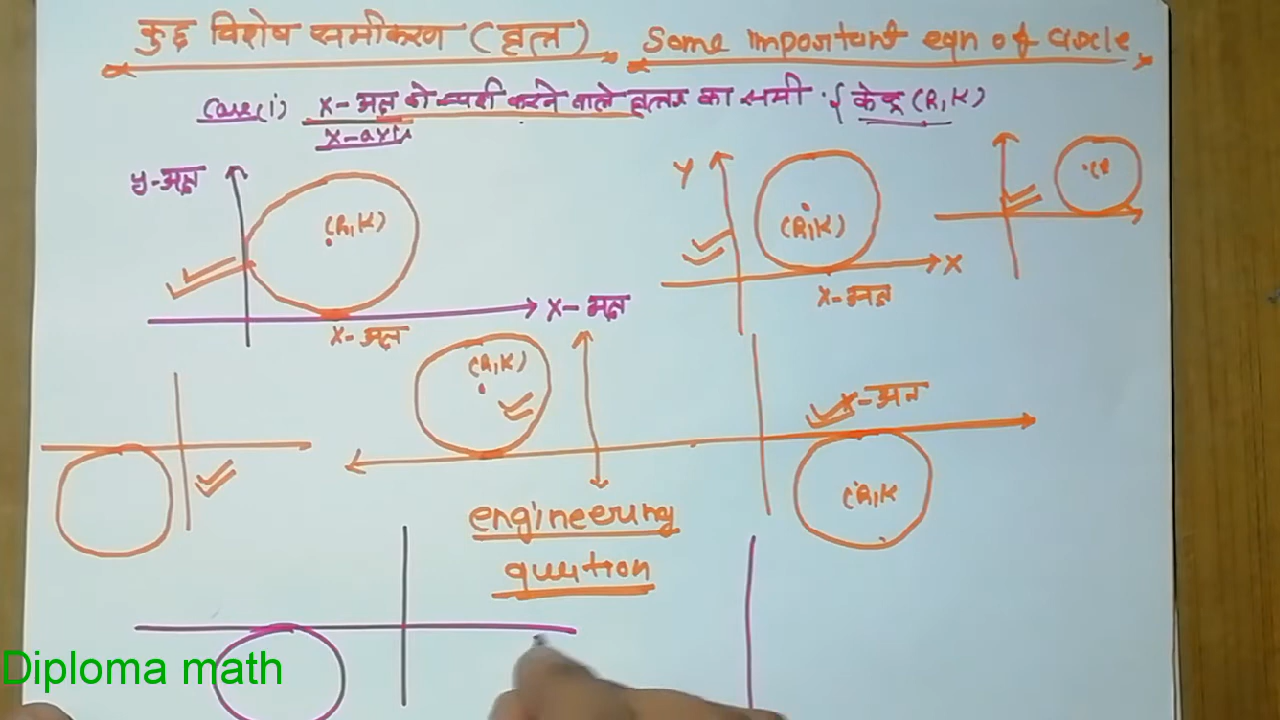 कुछ विशेष समीकरण (वृत्त) Some important eqn of circle
Case(i) X-अक्ष को स्पर्श करने वाले वृत्त का समी. { केन्द्र (R,K)
X-axis
y-अक्ष
(R,K)
X-अक्ष
X-अक्ष
Y
(R,K)
X
X-अक्ष
(R,K)
X-अक्ष
(R,K
engineering
question
Diploma math